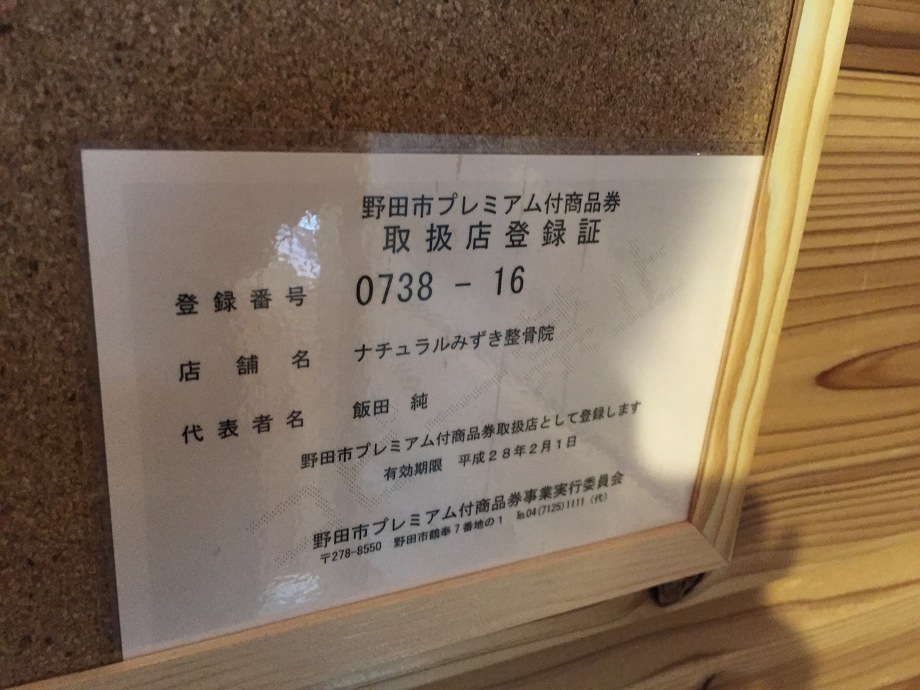 野田市プレミアム付商品券
取扱店登録証
登録番号 0738 - 16
店舗名 ナチュラルみずき整骨院
代表者名 飯田 純
野田市プレミアム付商品券取扱店として登録します
有効期限 平成28年2月1日
野田市プレミアム付商品券事業実行委員会
〒278-8550 野田市鶴奉7番地の1 ℡04(7125)1111（代）